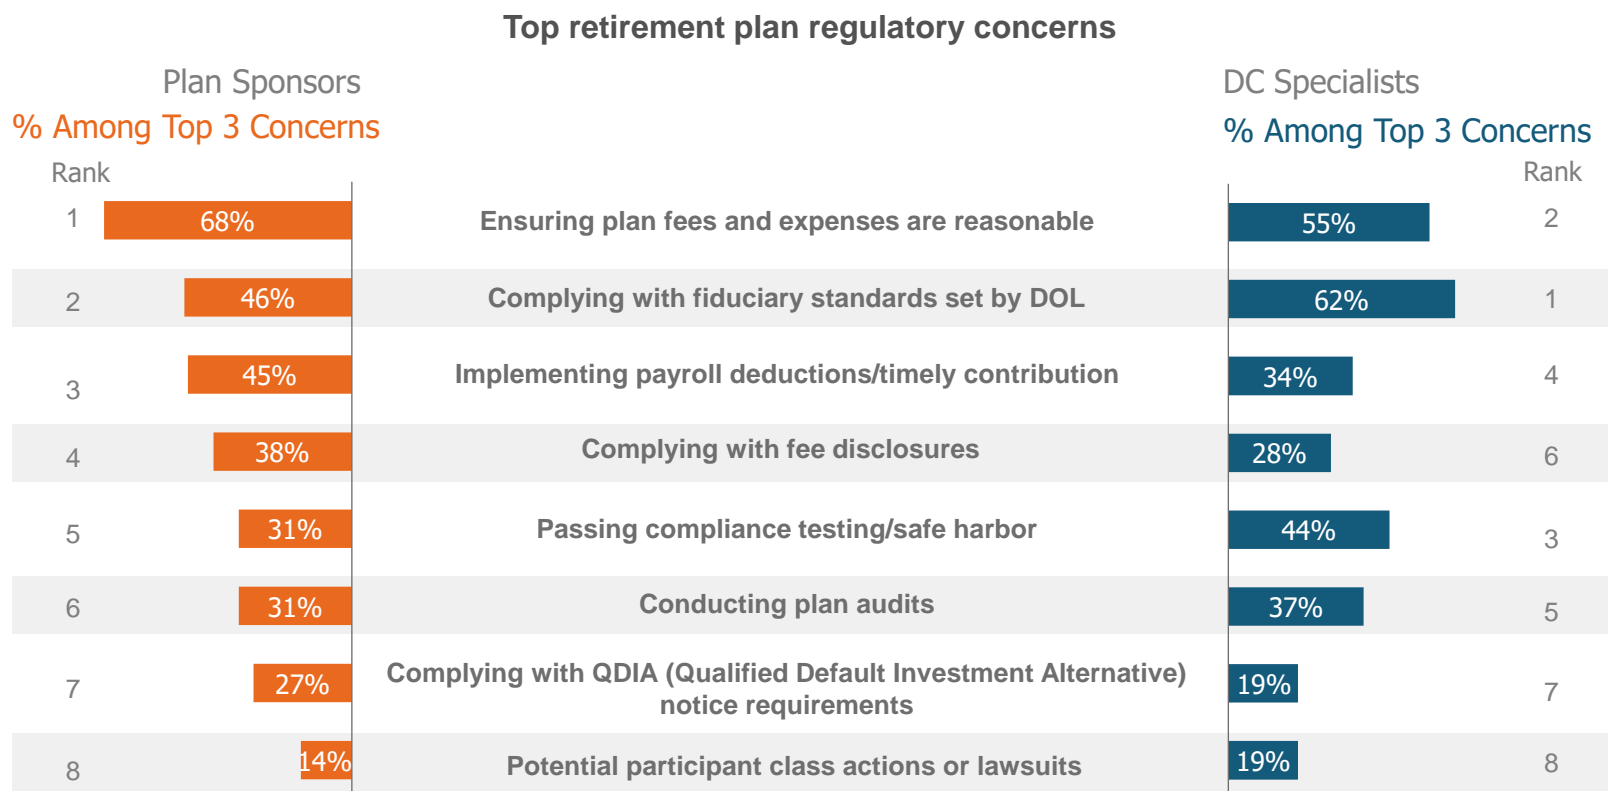 Top retirement plan regulatory concerns
Plan Sponsors
% Among Top 3 Concerns
DC Specialists
% Among Top 3 Concerns
Rank
Rank
1 68% Ensuring plan fees and expenses are reasonable 55% 2
2 46% Complying with fiduciary standards set by DOL 62% 1
3 45% Implementing payroll deductions/timely contribution 34% 4
4 38% Complying with fee disclosures 28% 6
5 31% Passing compliance testing/safe harbor 44% 3
6 31% Conducting plan audits 37% 5
7 27% Complying with QDIA (Qualified Default Investment Alternative)
notice requirements 19% 7
8 14% Potential participant class actions or lawsuits 19% 8